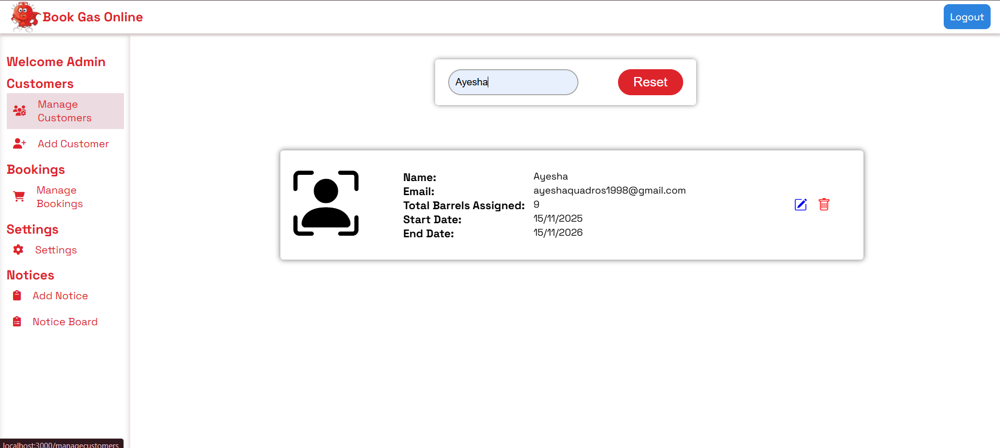 Book Gas Online
Logout
Welcome Admin
Customers
Manage
Customers
Add Customer
Bookings
Manage
Bookings
Settings
Settings
Notices
Add Notice
Notice Board
Ayesha
Reset
Name: Ayesha
Email: ayeshaquadros1998@gmail.com
Total Barrels Assigned: 9
Start Date: 15/11/2025
End Date: 15/11/2026
localhost:3000/managecustomers